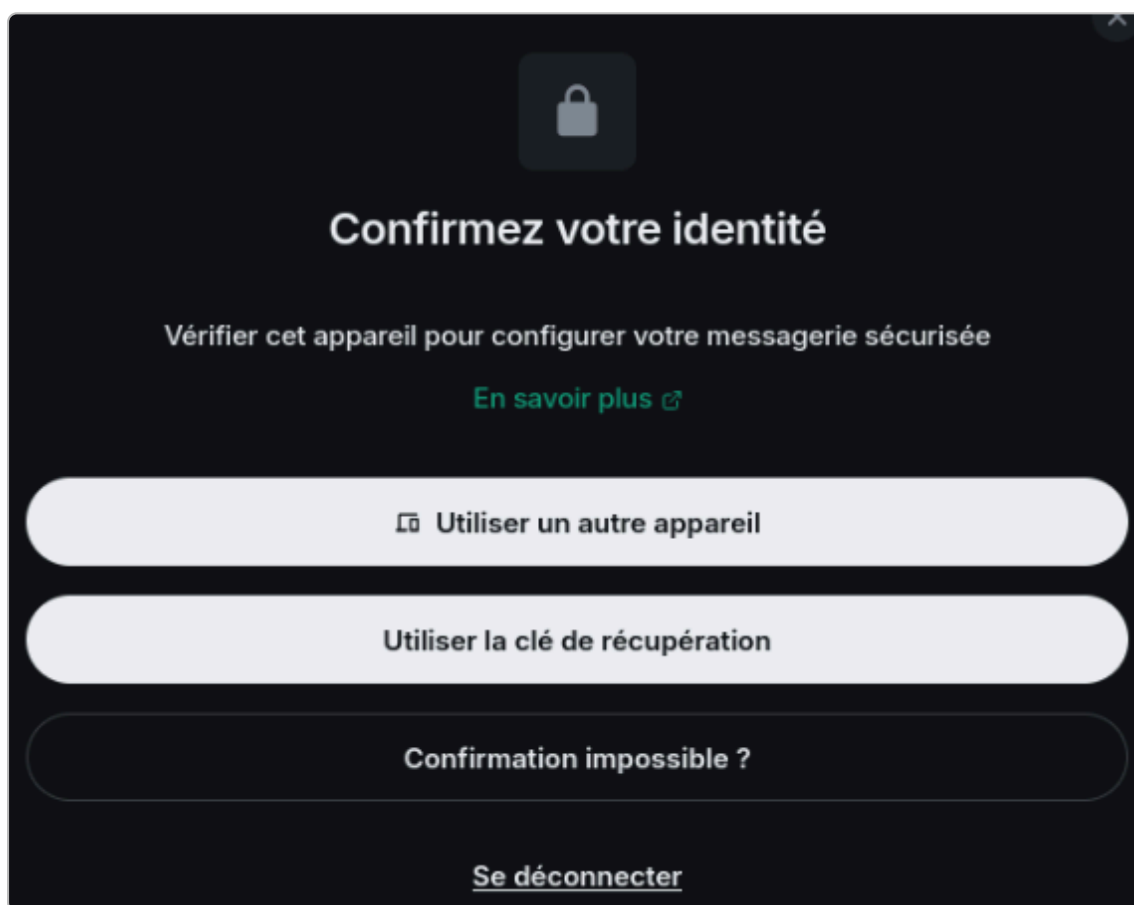 Confirmez votre identité
Vérifier cet appareil pour configurer votre messagerie sécurisée
En savoir plus
Utiliser un autre appareil
Utiliser la clé de récupération
Confirmation impossible ?
Se déconnecter